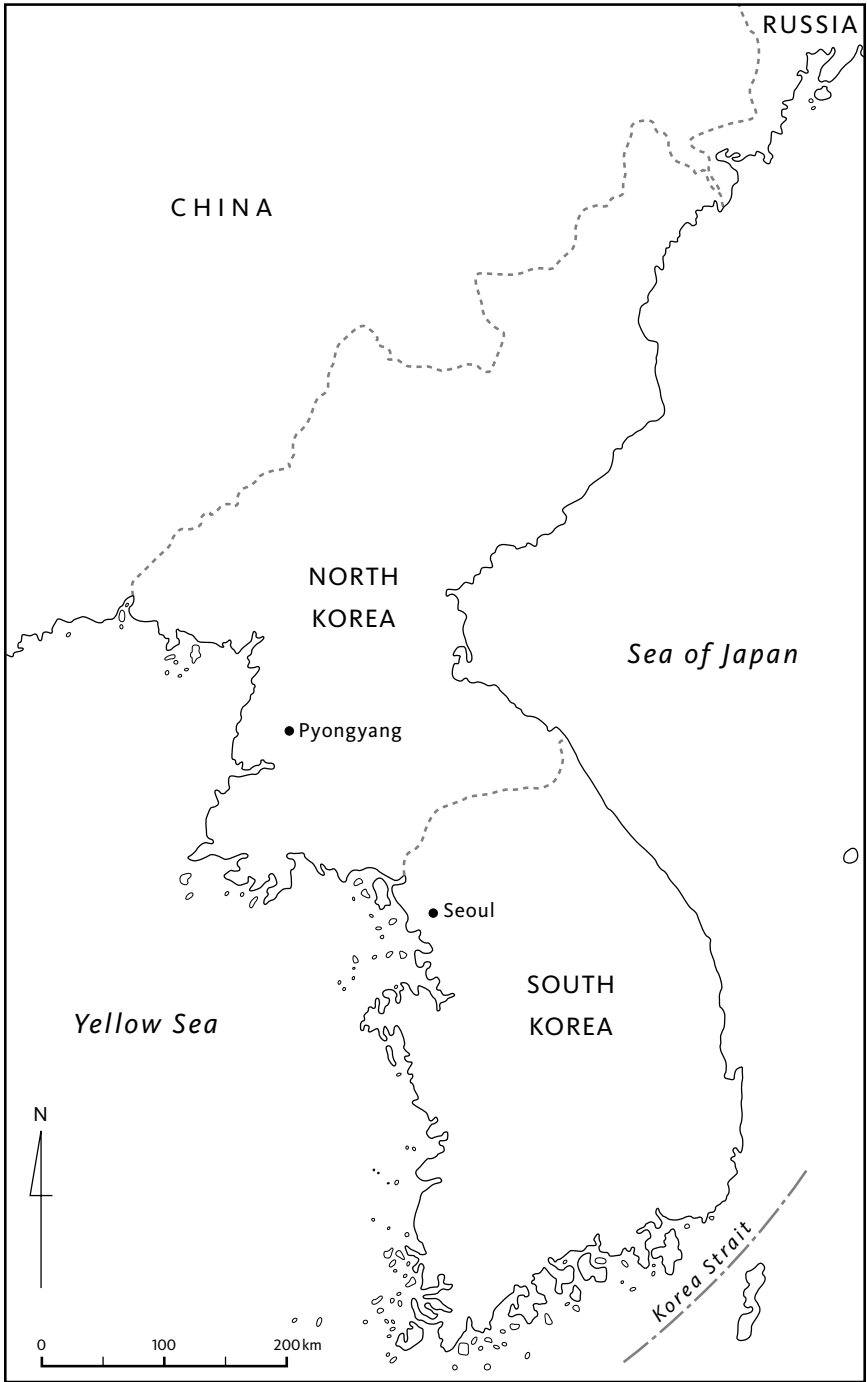 RUSSIA
CHINA
NORTH
KOREA
Sea of Japan
Pyongyang
Seoul
SOUTH
KOREA
Yellow Sea
N
Korea Strait
0 100 200 km